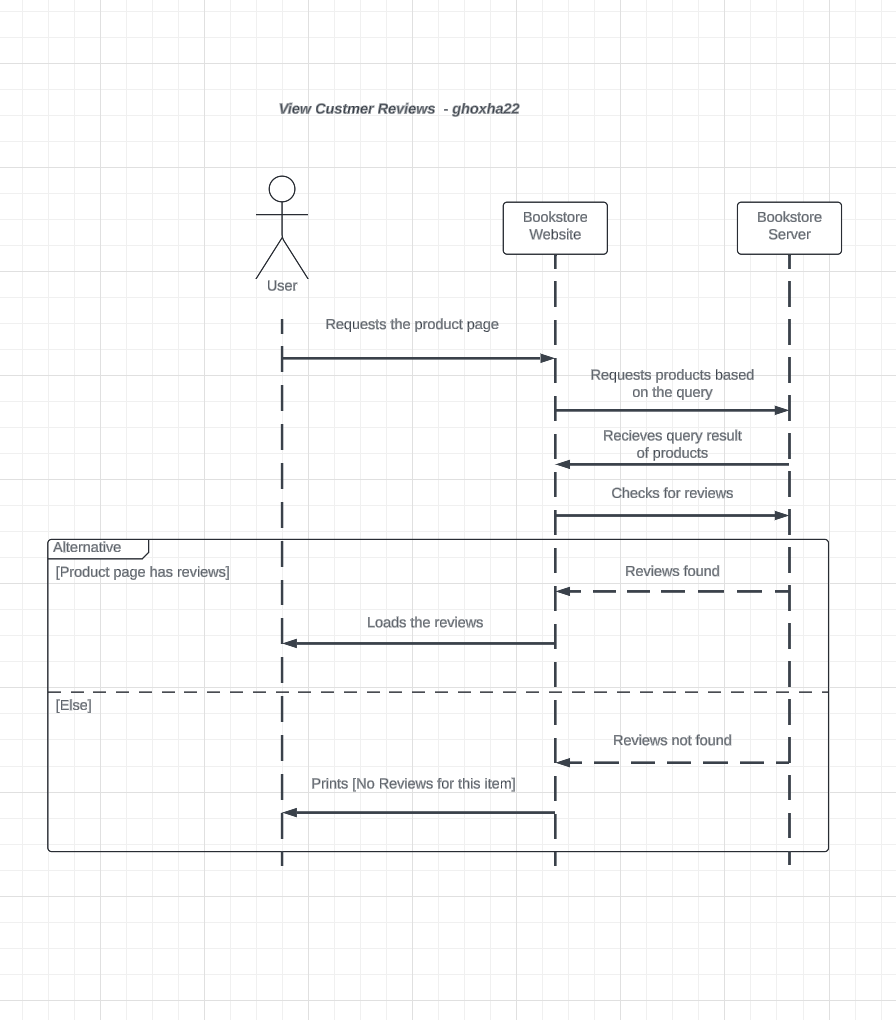 View Custmer Reviews - ghoxha22
Bookstore
Website
Bookstore
Server
User
Requests the product page
Requests products based
on the query
Recieves query result
of products
Checks for reviews
Alternative
[Product page has reviews]
Reviews found
Loads the reviews
[Else]
Reviews not found
Prints [No Reviews for this item]